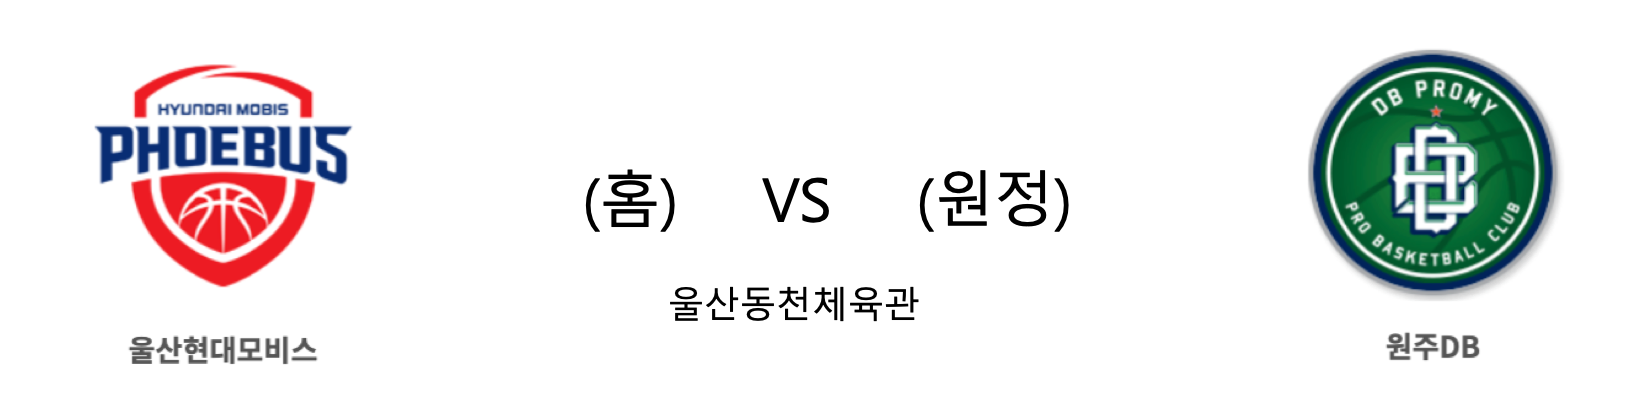 HYUNDAI MOBIS
PHOEBUS
울산현대모비스
(홈) VS (원정)
울산동천체육관
DB PROMY
DB
PRO BASKETBALL CLUB
원주DB